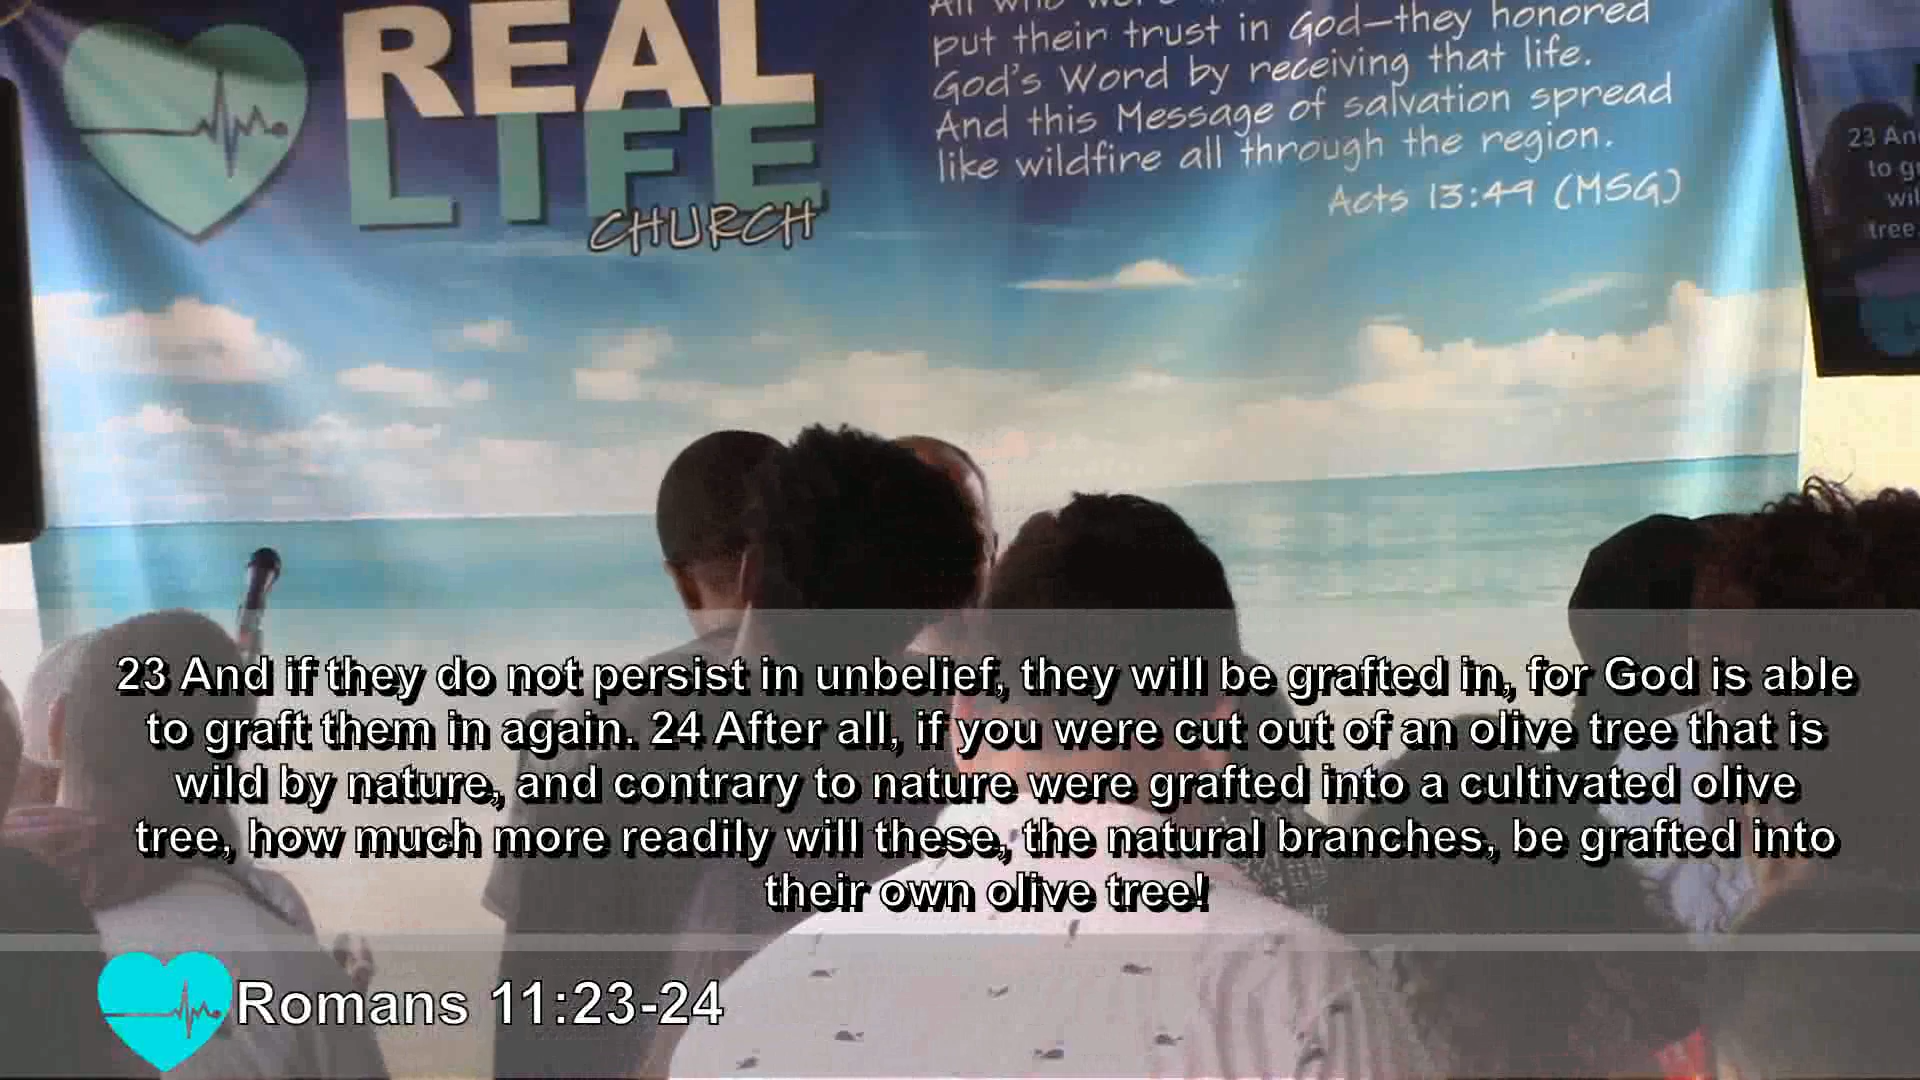 REAL
LIFE
CHURCH
put their trust in God—they honored
God's Word by receiving that life.
And this Message of salvation spread
like wildfire all through the region.
Acts 13:49 (MSG)
23 And
to gr
wil
tree
23 And if they do not persist in unbelief, they will be grafted in, for God is able
to graft them in again. 24 After all, if you were cut out of an olive tree that is
wild by nature, and contrary to nature were grafted into a cultivated olive
tree, how much more readily will these, the natural branches, be grafted into
their own olive tree!
Romans 11:23-24